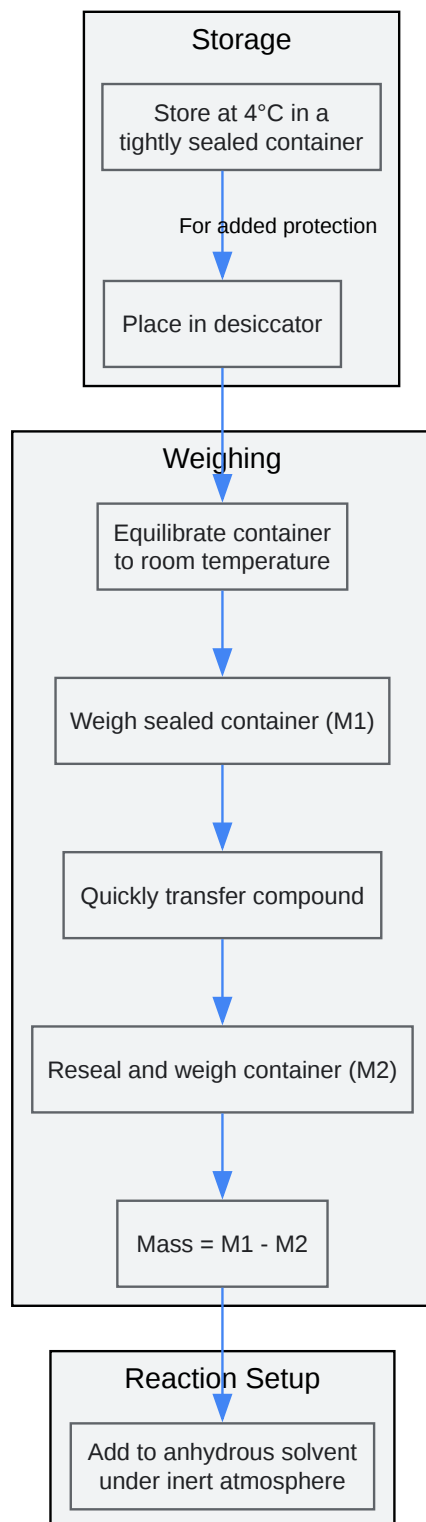 Storage
Store at 4°C in a
tightly sealed container
For added protection
Place in desiccator
Weighing
Equilibrate container
to room temperature
Weigh sealed container (M1)
Quickly transfer compound
Reseal and weigh container (M2)
Mass = M1 - M2
Reaction Setup
Add to anhydrous solvent
under inert atmosphere